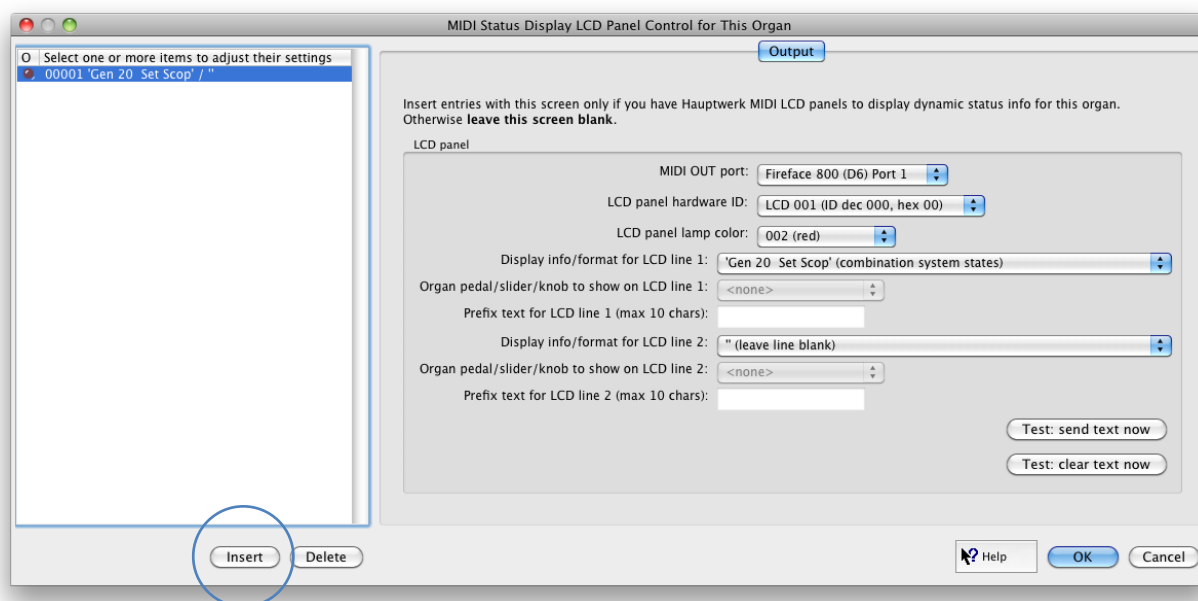 MIDI Status Display LCD Panel Control for This Organ
O Select one or more items to adjust their settings
00001 'Gen 20 Set Scop' / ''
Output
Insert entries with this screen only if you have Hauptwerk MIDI LCD panels to display dynamic status info for this organ.
Otherwise leave this screen blank.
LCD panel
MIDI OUT port: Fireface 800 (D6) Port 1
LCD panel hardware ID: LCD 001 (ID dec 000, hex 00)
LCD panel lamp color: 002 (red)
Display info/format for LCD line 1: 'Gen 20 Set Scop' (combination system states)
Organ pedal/slider/knob to show on LCD line 1: <none>
Prefix text for LCD line 1 (max 10 chars):
Display info/format for LCD line 2: '' (leave line blank)
Organ pedal/slider/knob to show on LCD line 2: <none>
Prefix text for LCD line 2 (max 10 chars):
Test: send text now
Test: clear text now
Insert Delete Help OK Cancel